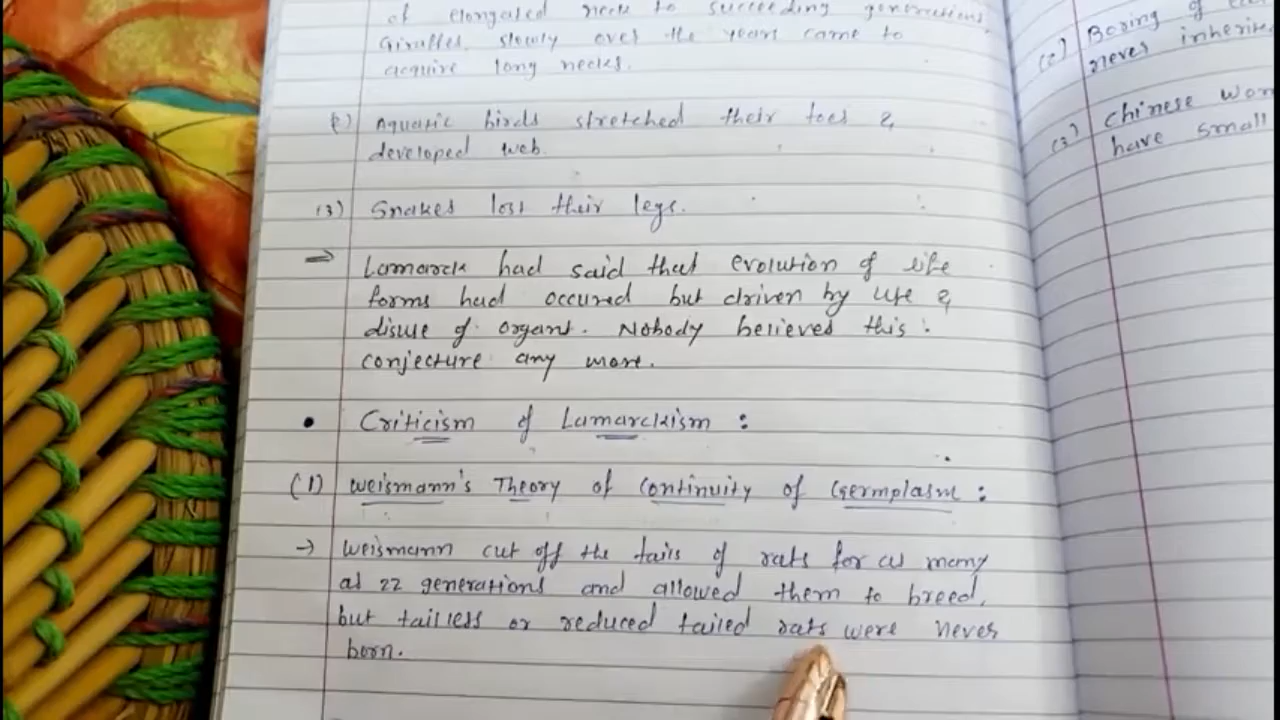 of elongated neck to succeeding generations
Giraffes slowly over the years came to
acquire long necks.
(2) Aquatic birds stretched their toes &
developed web.
(3) Snakes lost their legs.
⇒ Lamarck had said that evolution of life
forms had occured but driven by use &
disuse of organs. Nobody believed this
conjecture any more.
• Criticism of Lamarckism :
(1) Weismann's Theory of Continuity of Germplasm :
→ Weismann cut off the tails of rats for as many
as 22 generations and allowed them to breed,
but tailless or reduced tailed rats were never
born.
(2) Boring of
never inherite
(3) Chinese wom
have small